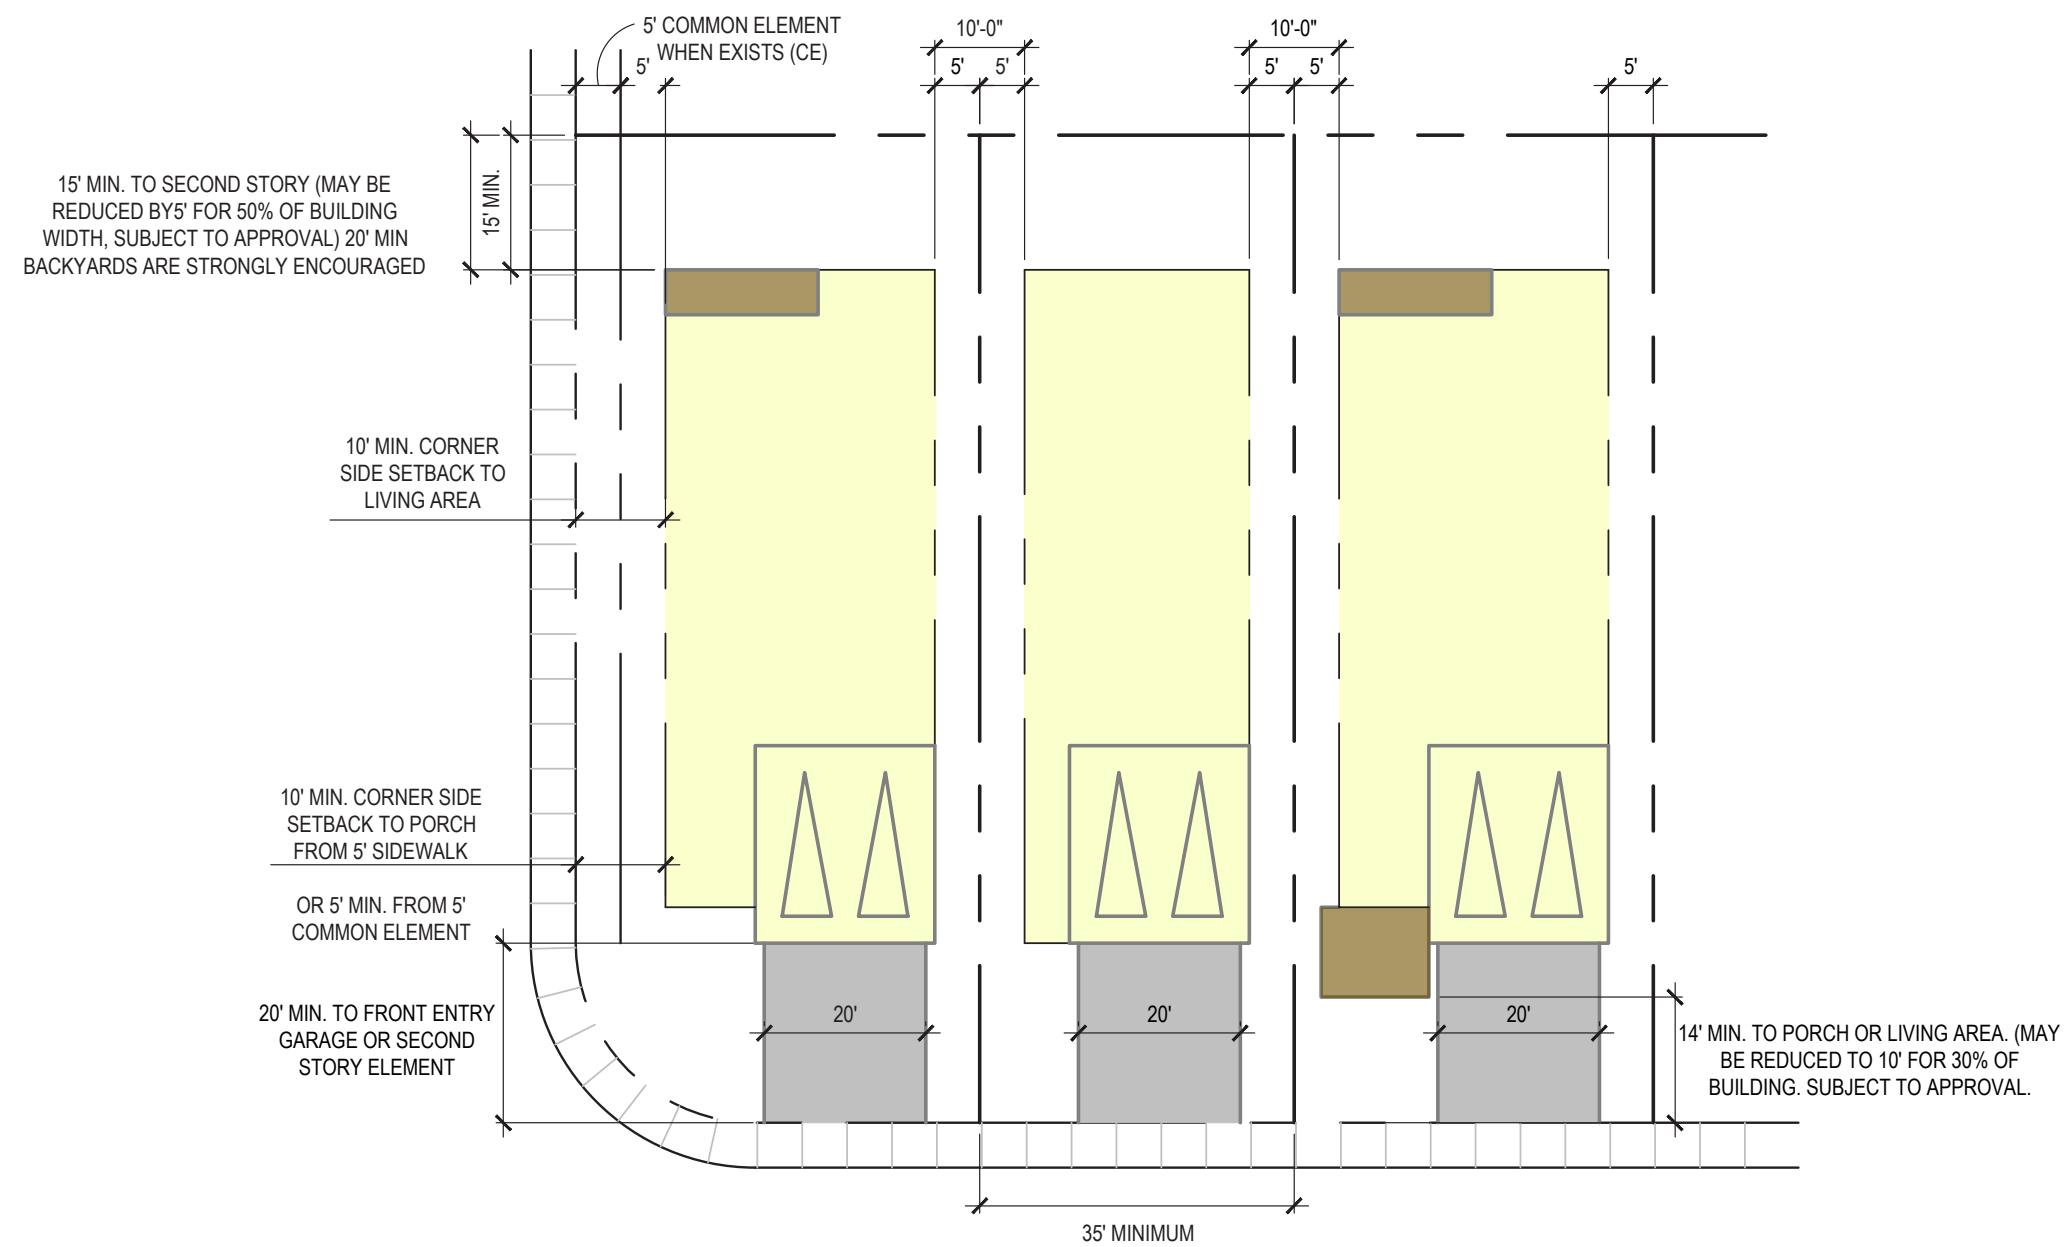 5' COMMON ELEMENT
WHEN EXISTS (CE)
5'
10'-0"
5'
5'
10'-0"
5'
5'
5'
15' MIN. TO SECOND STORY (MAY BE
REDUCED BY5' FOR 50% OF BUILDING
WIDTH, SUBJECT TO APPROVAL) 20' MIN
BACKYARDS ARE STRONGLY ENCOURAGED
15' MIN.
10' MIN. CORNER
SIDE SETBACK TO
LIVING AREA
10' MIN. CORNER SIDE
SETBACK TO PORCH
FROM 5' SIDEWALK
OR 5' MIN. FROM 5'
COMMON ELEMENT
20' MIN. TO FRONT ENTRY
GARAGE OR SECOND
STORY ELEMENT
20'
20'
20'
14' MIN. TO PORCH OR LIVING AREA. (MAY
BE REDUCED TO 10' FOR 30% OF
BUILDING. SUBJECT TO APPROVAL.
35' MINIMUM